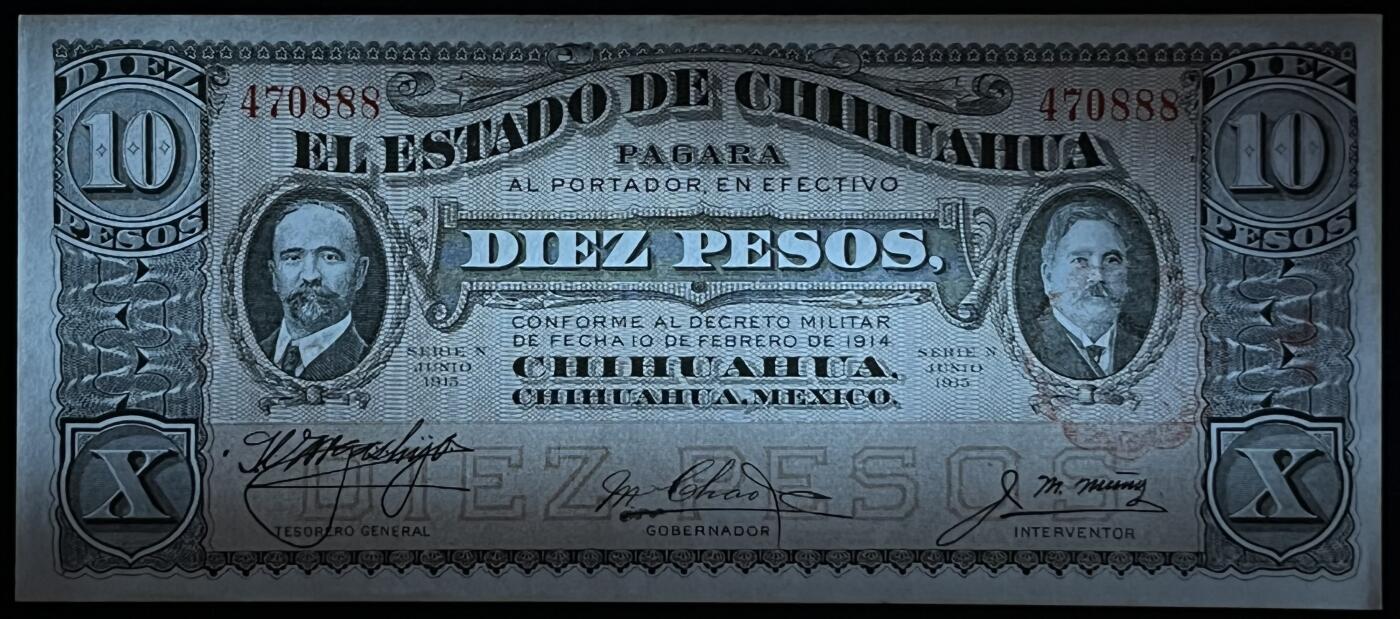 DIEZ
10
PESOS
470888
EL ESTADO DE CHIHUAHUA
470888
DIEZ
10
PESOS
PAGARA
AL PORTADOR, EN EFECTIVO
DIEZ PESOS,
CONFORME AL DECRETO MILITAR
DE FECHA 10 DE FEBRERO DE 1914
CHIHUAHUA,
CHIHUAHUA, MEXICO.
SERIE N
JUNIO
1915
SERIE N
JUNIO
1915
X
DIEZ PESOS
X
TESORERO GENERAL
GOBERNADOR
M. Muñoz
INTERVENTOR